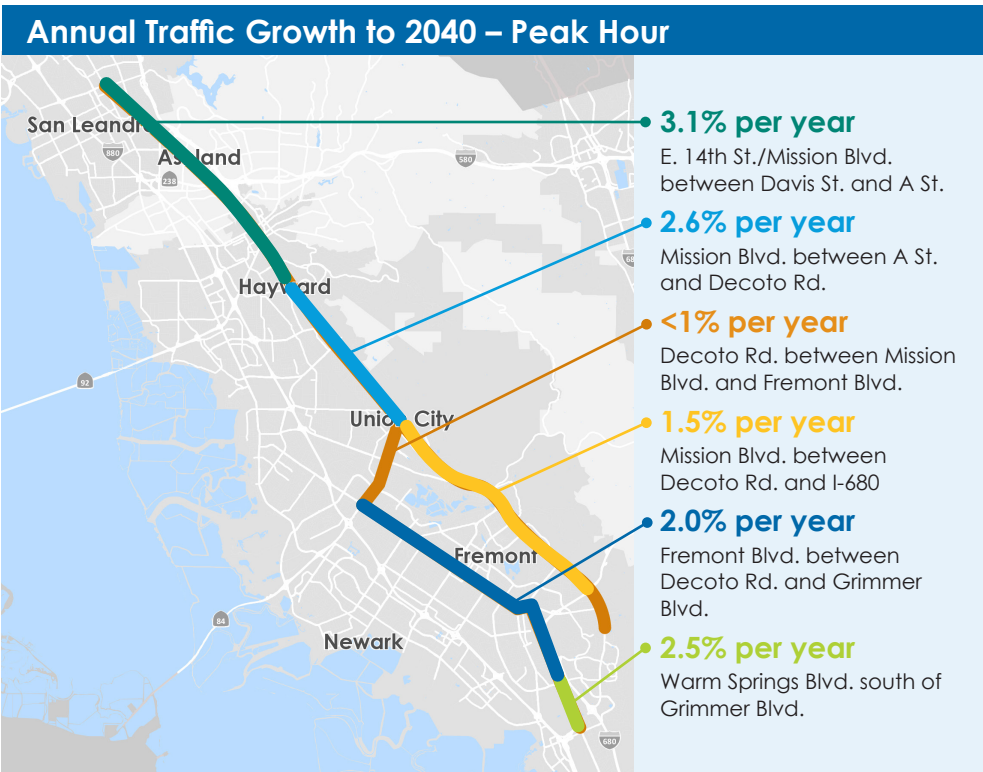 Annual Traffic Growth to 2040 – Peak Hour
San Leandro
880
Ashland
238
580
Hayward
92
Union City
Fremont
84
Newark
680
68
3.1% per year
E. 14th St./Mission Blvd.
between Davis St. and A St.
2.6% per year
Mission Blvd. between A St.
and Decoto Rd.
<1% per year
Decoto Rd. between Mission
Blvd. and Fremont Blvd.
1.5% per year
Mission Blvd. between
Decoto Rd. and I-680
2.0% per year
Fremont Blvd. between
Decoto Rd. and Grimmer
Blvd.
2.5% per year
Warm Springs Blvd. south of
Grimmer Blvd.